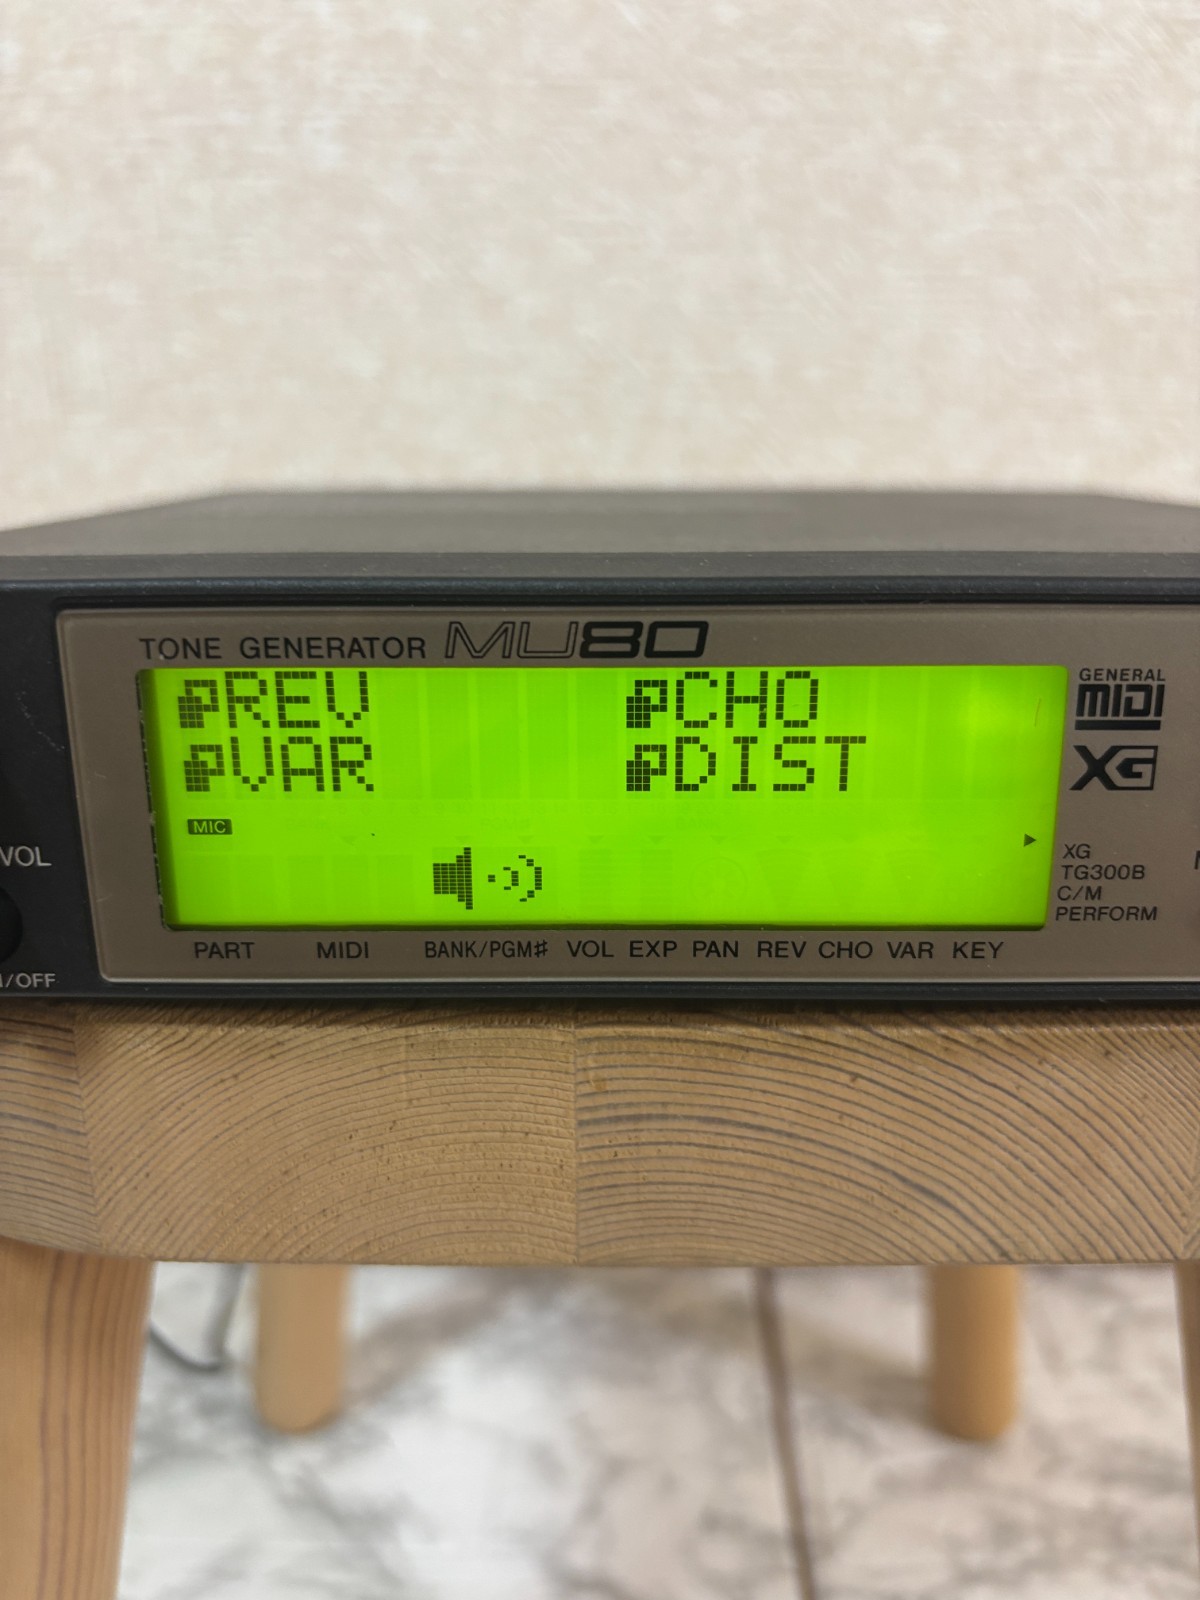 TONE GENERATOR MU80
REV CHO
VAR DIST
MIC
GENERAL
MIDI
XG
XG
TG300B
C/M
PERFORM
VOL
/OFF
PART MIDI BANK/PGM# VOL EXP PAN REV CHO VAR KEY